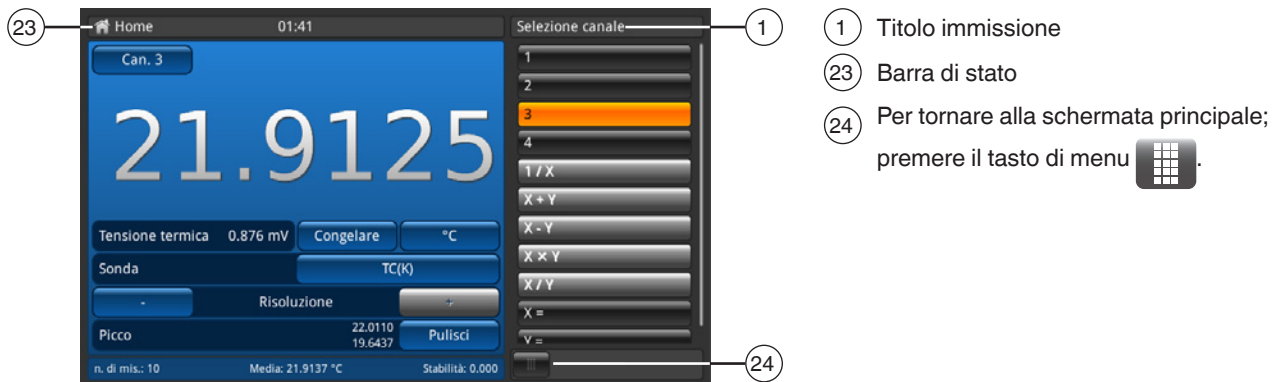 23
Home 01:41
Selezione canale
1
Can. 3
21.9125
Tensione termica 0.876 mV Congelare °C
Sonda TC(K)
- Risoluzione +
Picco 22.0110 19.6437 Pulisci
n. di mis.: 10 Media: 21.9137 °C Stabilità: 0.000
1
2
3
4
1 / X
X + Y
X - Y
X × Y
X / Y
X =
Y =
24
1 Titolo immissione
23 Barra di stato
24 Per tornare alla schermata principale;
premere il tasto di menu .